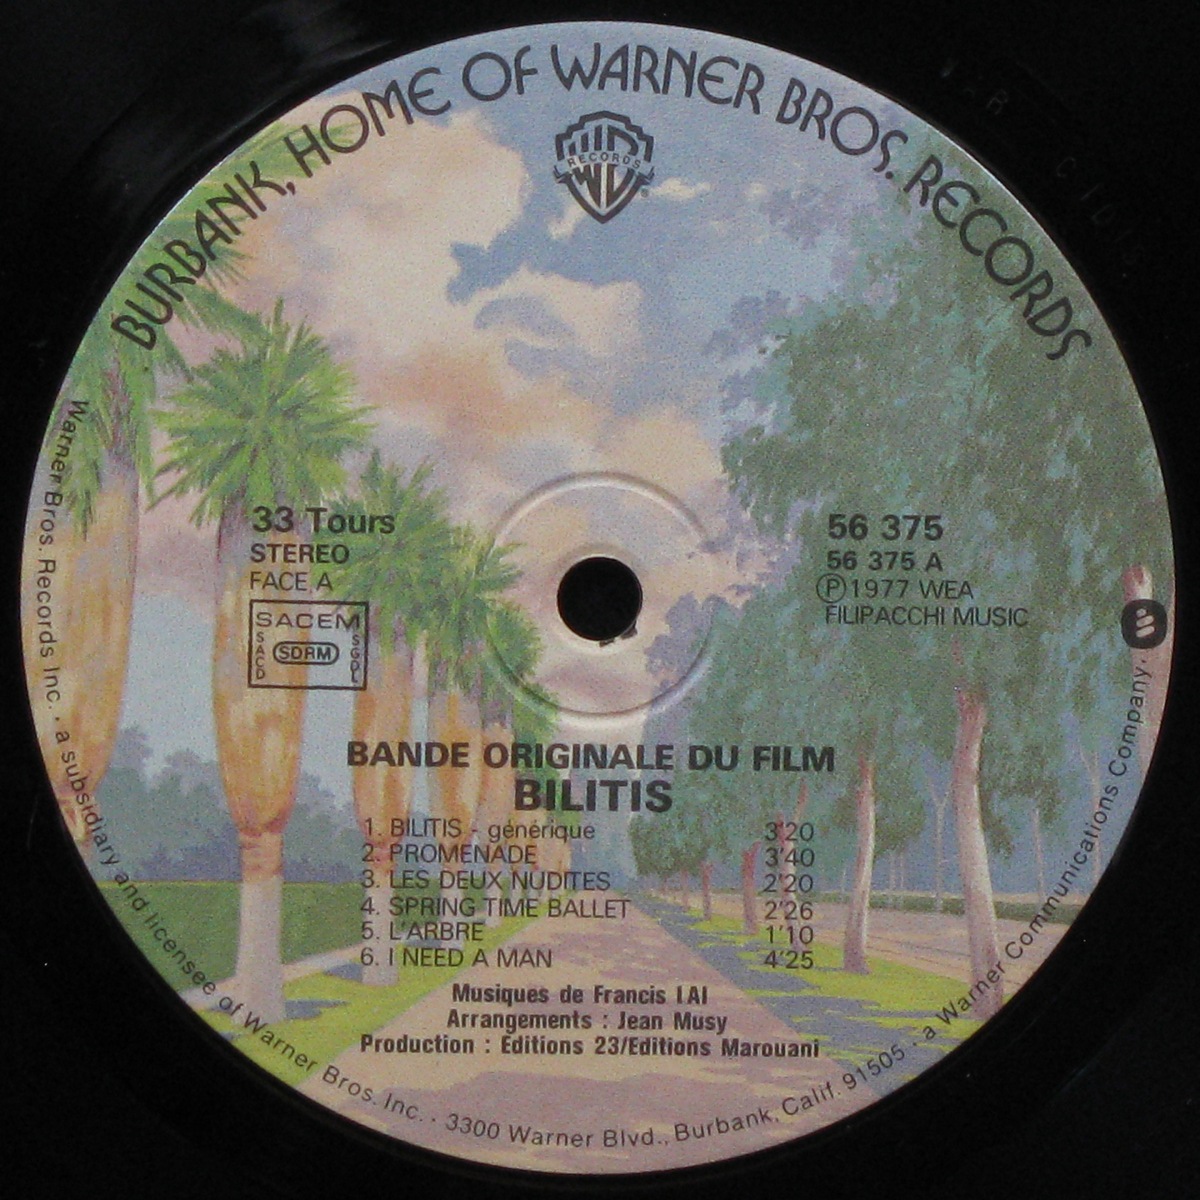 BURBANK, HOME OF WARNER BROS. RECORDS
WB
RECORDS
®
33 Tours
STEREO
FACE A
SACEM
SACD
SDRM
SGDL
56 375
56 375 A
Ⓟ 1977 WEA
FILIPACCHI MUSIC
BANDE ORIGINALE DU FILM
BILITIS
1. BILITIS - générique 3'20
2. PROMENADE 3'40
3. LES DEUX NUDITES 2'20
4. SPRING TIME BALLET 2'26
5. L'ARBRE 1'10
6. I NEED A MAN 4'25
Musiques de Francis LAI
Arrangements : Jean Musy
Production : Editions 23/Editions Marouani
Warner Bros. Records Inc. · a subsidiary and licensee of Warner Bros. Inc. · 3300 Warner Blvd., Burbank, Calif. 91505 · a Warner Communications Company.